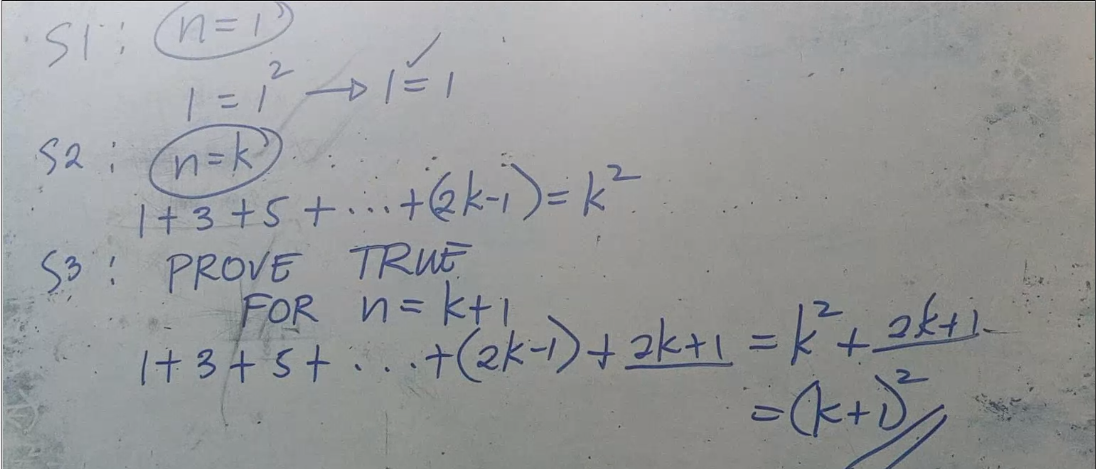 S1 : n=1
1 = 1² → 1 = 1 ✓
S2 : n=k
1+3+5+...+(2k-1)= k²
S3 : PROVE TRUE
FOR n = k+1
1+3+5+...+(2k-1)+2k+1 = k²+2k+1
=(k+1)²